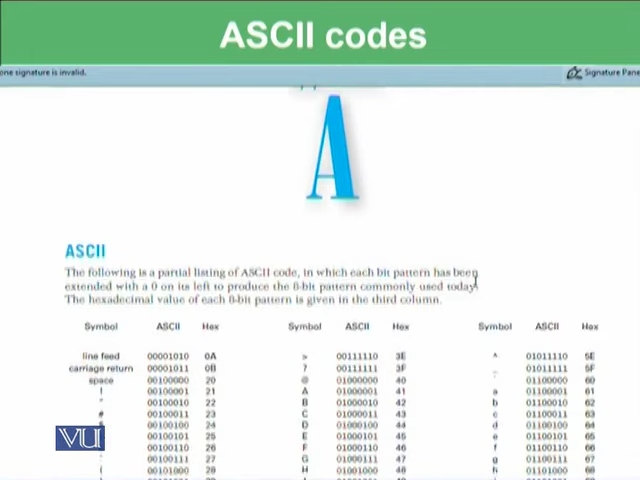 ASCII codes
one signature is invalid.
Signature Pane
A
ASCII
The following is a partial listing of ASCII code, in which each bit pattern has been
extended with a 0 on its left to produce the 8-bit pattern commonly used today.
The hexadecimal value of each 8-bit pattern is given in the third column.
Symbol ASCII Hex Symbol ASCII Hex Symbol ASCII Hex
line feed 00001010 0A > 00111110 3E ^ 01011110 5E
carriage return 00001011 0B ? 00111111 3F _ 01011111 5F
space 00100000 20 @ 01000000 40 01100000 60
! 00100001 21 A 01000001 41 a 01100001 61
" 00100010 22 B 01000010 42 b 01100010 62
# 00100011 23 C 01000011 43 c 01100011 63
00100100 24 D 01000100 44 d 01100100 64
00100101 25 E 01000101 45 e 01100101 65
00100110 26 F 01000110 46 f 01100110 66
00100111 27 G 01000111 47 g 01100111 67
( 00101000 28 H 01001000 48 h 01101000 68
VU